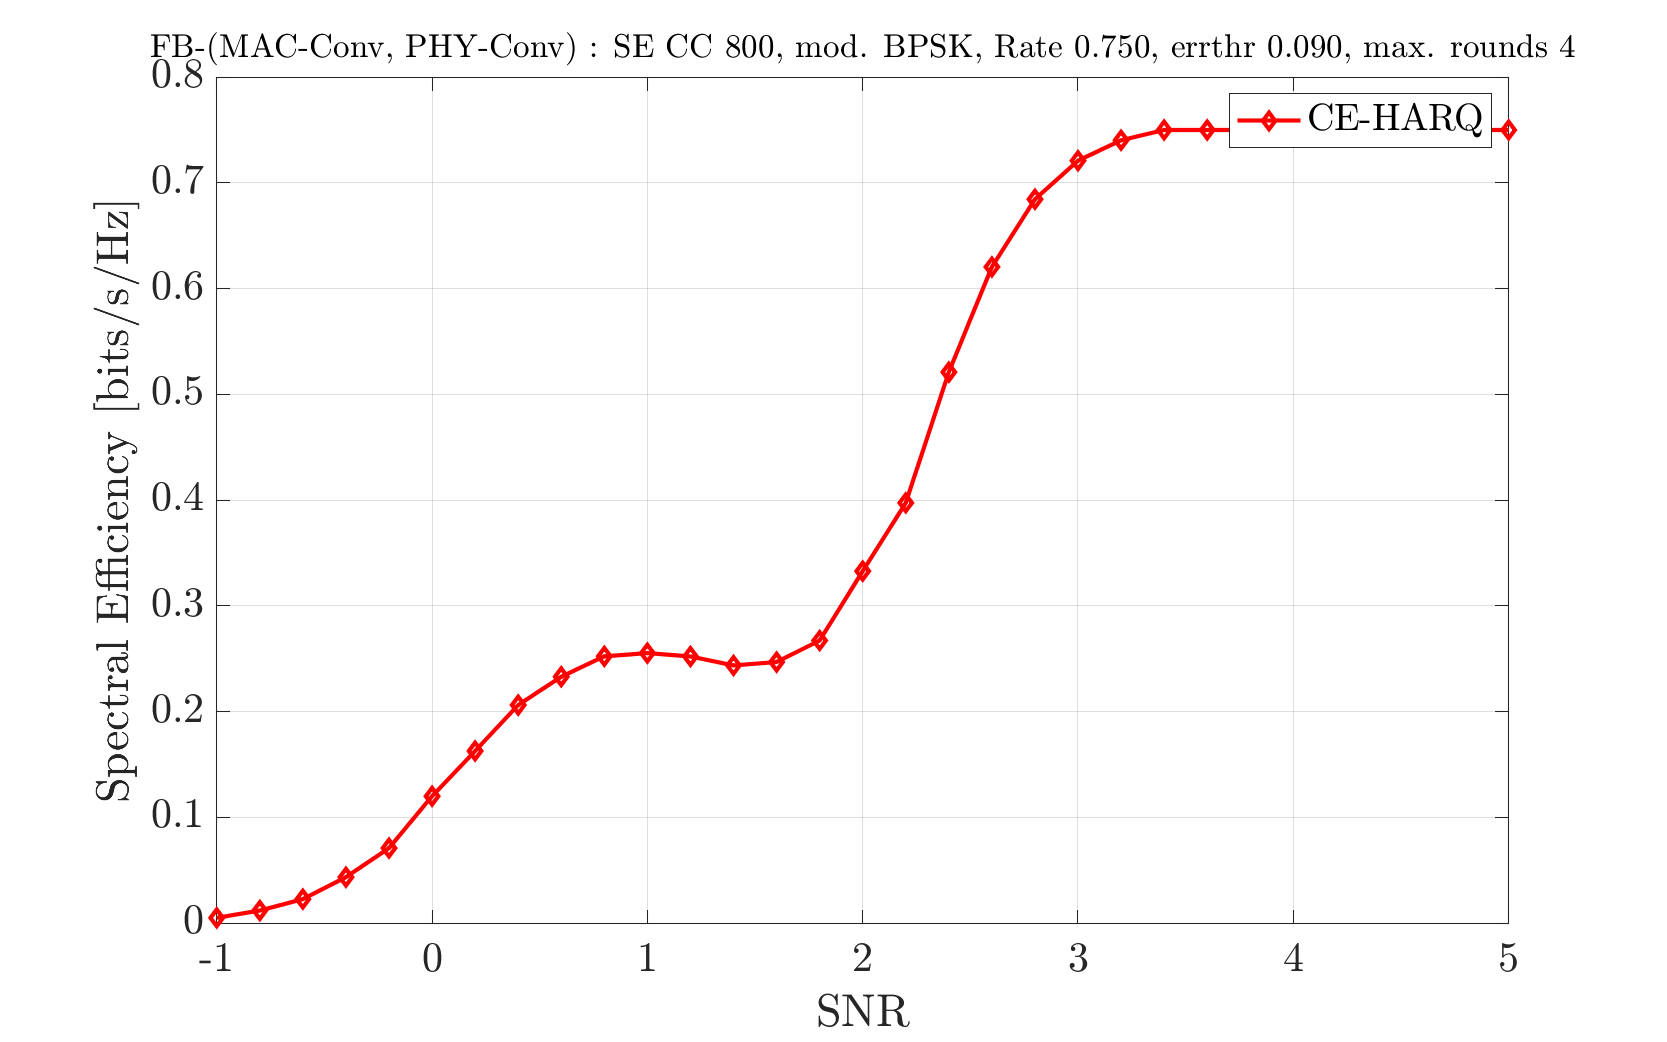 FB-(MAC-Conv, PHY-Conv) : SE CC 800, mod. BPSK, Rate 0.750, errthr 0.090, max. rounds 4
CE-HARQ
Spectral Efficiency [bits/s/Hz]
0.8
0.7
0.6
0.5
0.4
0.3
0.2
0.1
0
-1 0 1 2 3 4 5
SNR